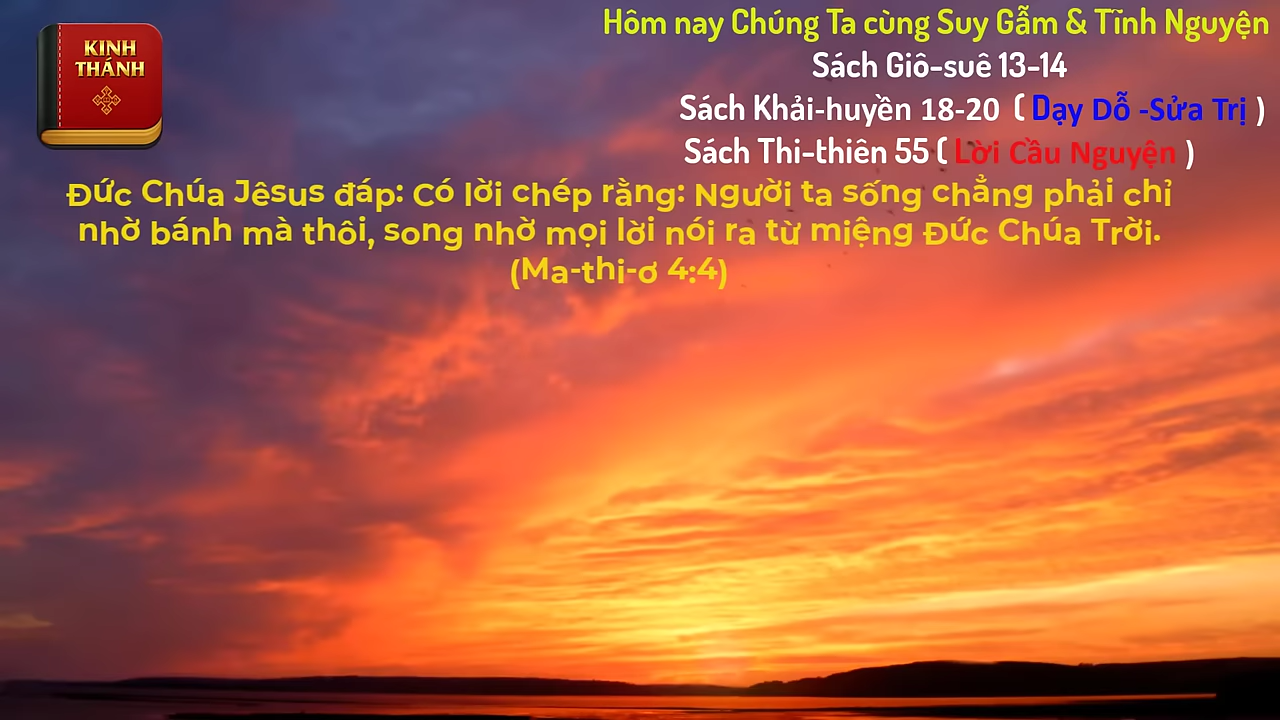 KINH
THÁNH
Hôm nay Chúng Ta cùng Suy Gẫm & Tĩnh Nguyện
Sách Giô-suê 13-14
Sách Khải-huyền 18-20 ( Dạy Dỗ -Sửa Trị )
Sách Thi-thiên 55 ( Lời Cầu Nguyện )
Đức Chúa Jêsus đáp: Có lời chép rằng: Người ta sống chẳng phải chỉ
nhờ bánh mà thôi, song nhờ mọi lời nói ra từ miệng Đức Chúa Trời.
(Ma-thi-ơ 4:4)